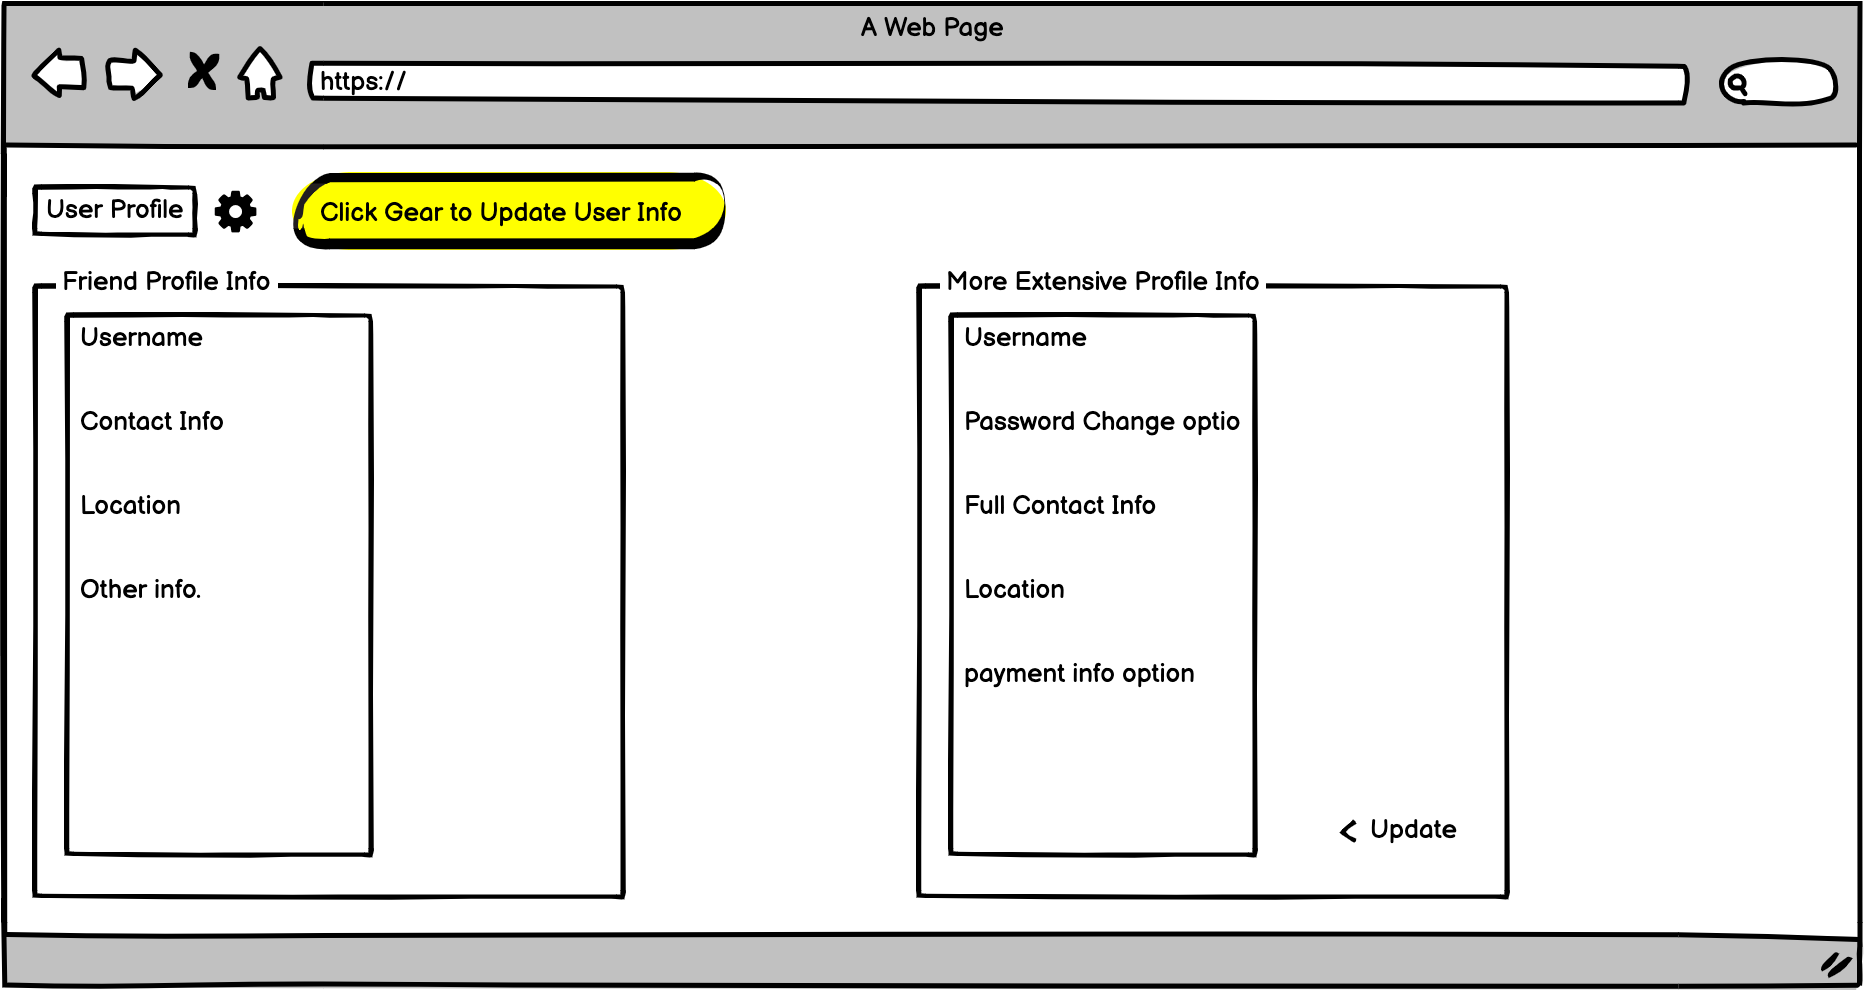 A Web Page
https://
User Profile
Click Gear to Update User Info
Friend Profile Info
Username
Contact Info
Location
Other info.
More Extensive Profile Info
Username
Password Change optio
Full Contact Info
Location
payment info option
Update